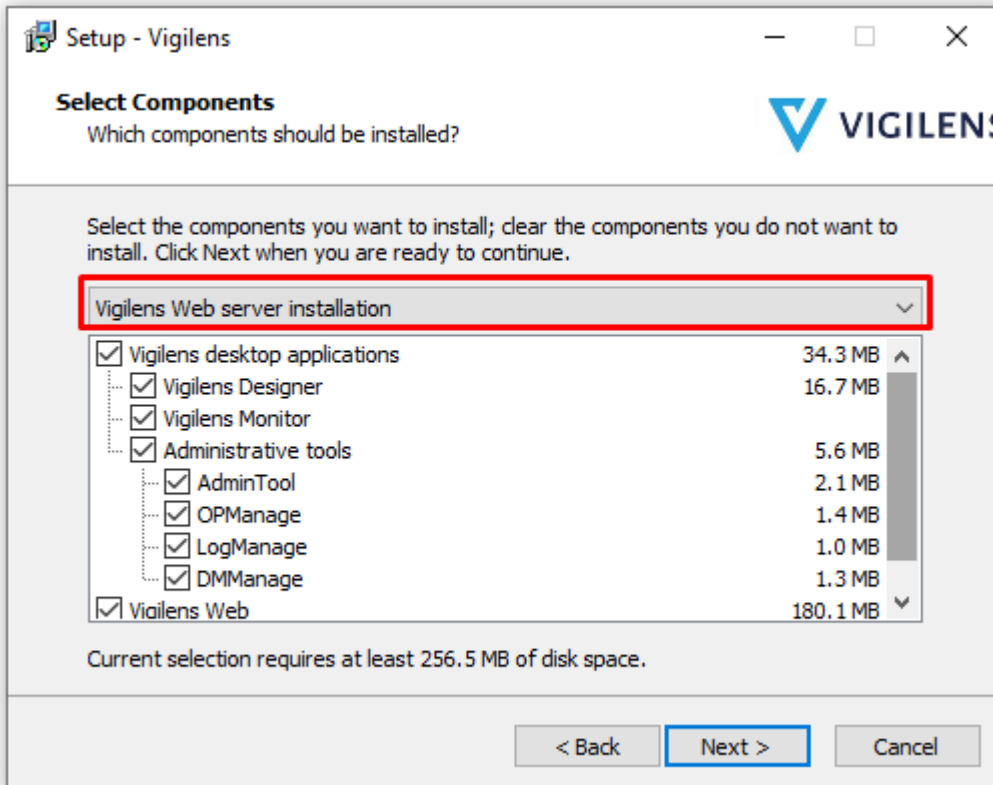 Setup - Vigilens
Select Components
Which components should be installed?
VIGILENS
Select the components you want to install; clear the components you do not want to
install. Click Next when you are ready to continue.
Vigilens Web server installation
Vigilens desktop applications 34.3 MB
Vigilens Designer 16.7 MB
Vigilens Monitor
Administrative tools 5.6 MB
AdminTool 2.1 MB
OPManage 1.4 MB
LogManage 1.0 MB
DMManage 1.3 MB
Vigilens Web 180.1 MB
Current selection requires at least 256.5 MB of disk space.
< Back Next > Cancel